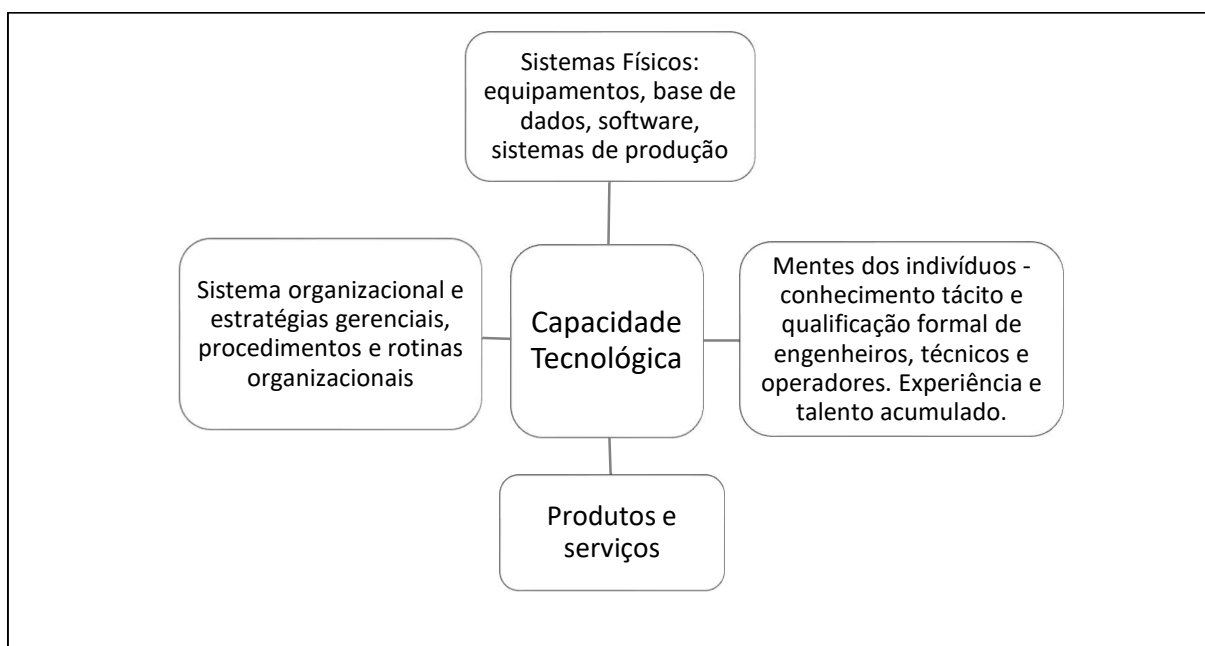 Sistemas Físicos:
equipamentos, base de
dados, software,
sistemas de produção
Sistema organizacional e
estratégias gerenciais,
procedimentos e rotinas
organizacionais
Capacidade
Tecnológica
Mentes dos indivíduos -
conhecimento tácito e
qualificação formal de
engenheiros, técnicos e
operadores. Experiência e
talento acumulado.
Produtos e
serviços